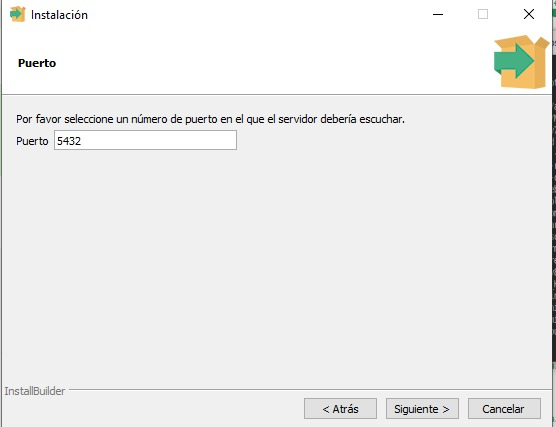 Instalación
Puerto
Por favor seleccione un número de puerto en el que el servidor debería escuchar.
Puerto 5432
InstallBuilder
< Atrás Siguiente > Cancelar